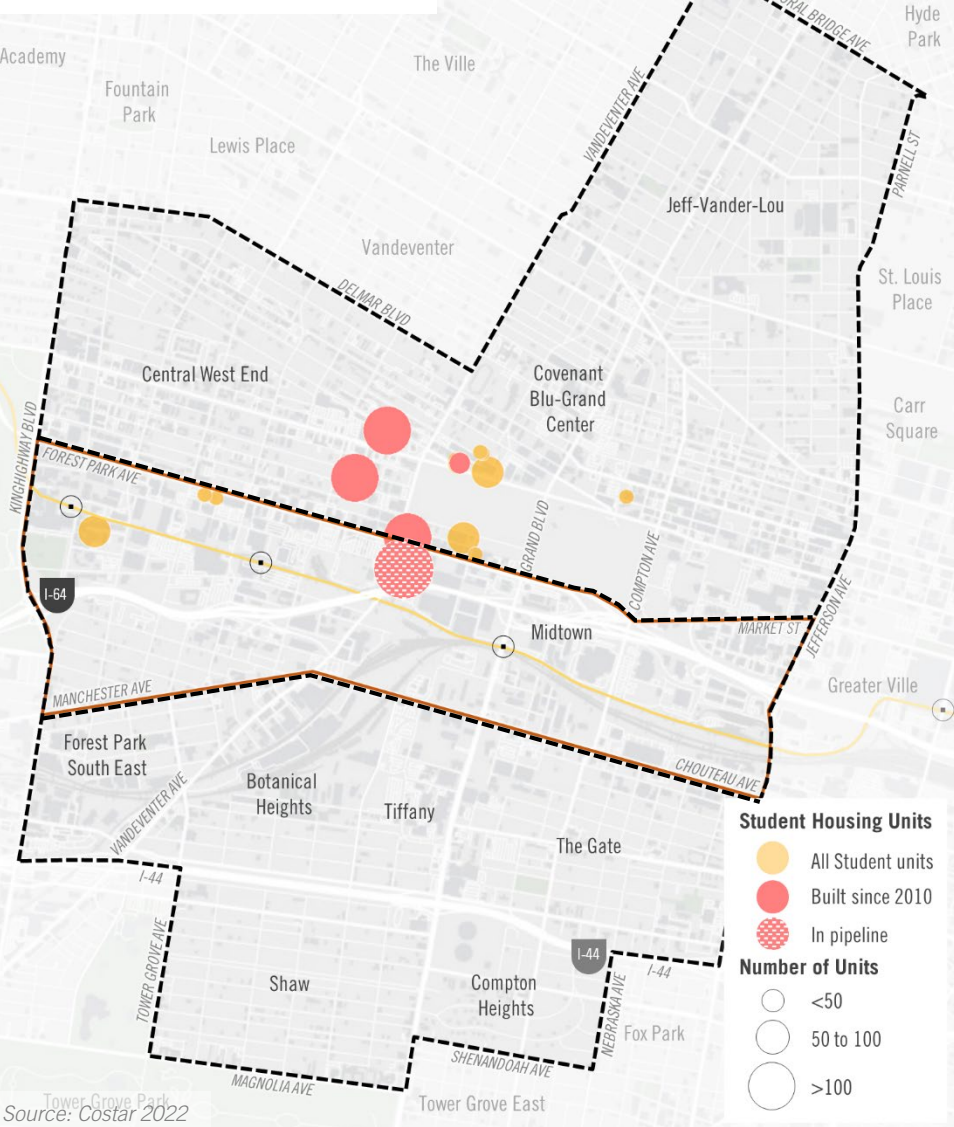 Hyde
Park
URAL BRIDGE AVE
Academy
The Ville
Fountain
Park
VANDEVENTER AVE
Lewis Place
PARNELL ST
Jeff-Vander-Lou
Vandeventer
St. Louis
Place
DELMAR BLVD
Central West End
Covenant
Blu-Grand
Center
Carr
Square
KINGHIGHWAY BLVD
FOREST PARK AVE
GRAND BLVD
COMPTON AVE
I-64
JEFFERSON AVE
Midtown
MARKET ST
Greater Ville
MANCHESTER AVE
Forest Park
South East
CHOUTEAU AVE
Botanical
Heights
VANDEVENTER AVE
Tiffany
The Gate
I-44
TOWER GROVE AVE
I-44
I-44
Shaw
Compton
Heights
NEBRASKA AVE
Fox Park
SHENANDOAH AVE
MAGNOLIA AVE
Tower Grove Park
Tower Grove East
Student Housing Units
All Student units
Built since 2010
In pipeline
Number of Units
<50
50 to 100
>100
Source: Costar 2022